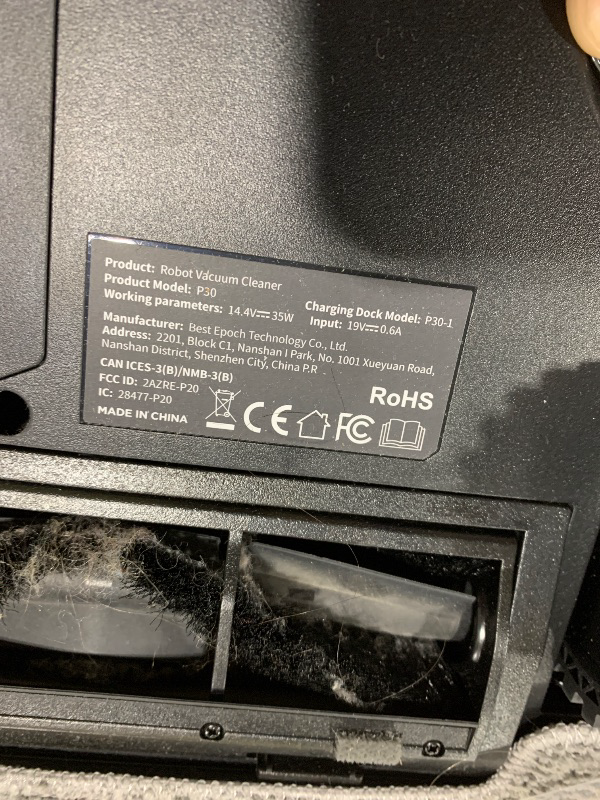 Product: Robot Vacuum Cleaner
Product Model: P30
Working parameters: 14.4V⎓35W
Charging Dock Model: P30-1
Input: 19V⎓0.6A
Manufacturer: Best Epoch Technology Co., Ltd.
Address: 2201, Block C1, Nanshan I Park, No. 1001 Xueyuan Road,
Nanshan District, Shenzhen City, China P.R
CAN ICES-3(B)/NMB-3(B)
FCC ID: 2AZRE-P20
IC: 28477-P20
MADE IN CHINA
CE FC
RoHS